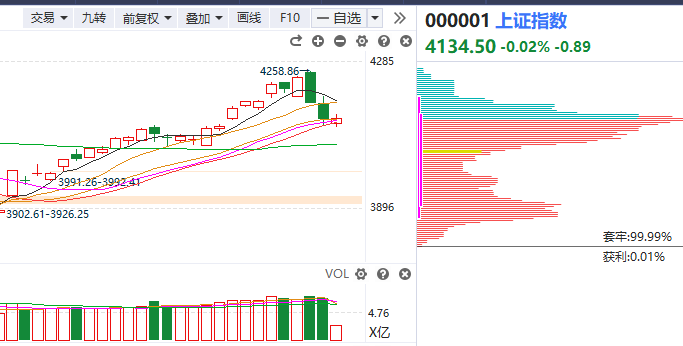 交易 九转 前复权 叠加 画线 F10 一 自选
000001 上证指数
4134.50 -0.02% -0.89
4258.86
4285
3991.26-3992.41
3902.61-3926.25
3896
套牢:99.99%
获利:0.01%
VOL
4.76
X亿